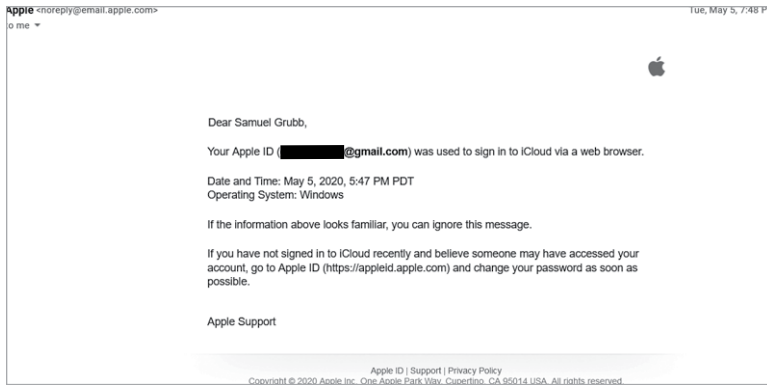 Apple <noreply@email.apple.com>
Tue, May 5, 7:48 P
to me
Dear Samuel Grubb,
Your Apple ID (@gmail.com) was used to sign in to iCloud via a web browser.
Date and Time: May 5, 2020, 5:47 PM PDT
Operating System: Windows
If the information above looks familiar, you can ignore this message.
If you have not signed in to iCloud recently and believe someone may have accessed your
account, go to Apple ID (https://appleid.apple.com) and change your password as soon as
possible.
Apple Support
Apple ID | Support | Privacy Policy
Copyright © 2020 Apple Inc. One Apple Park Way, Cupertino, CA 95014 USA. All rights reserved.